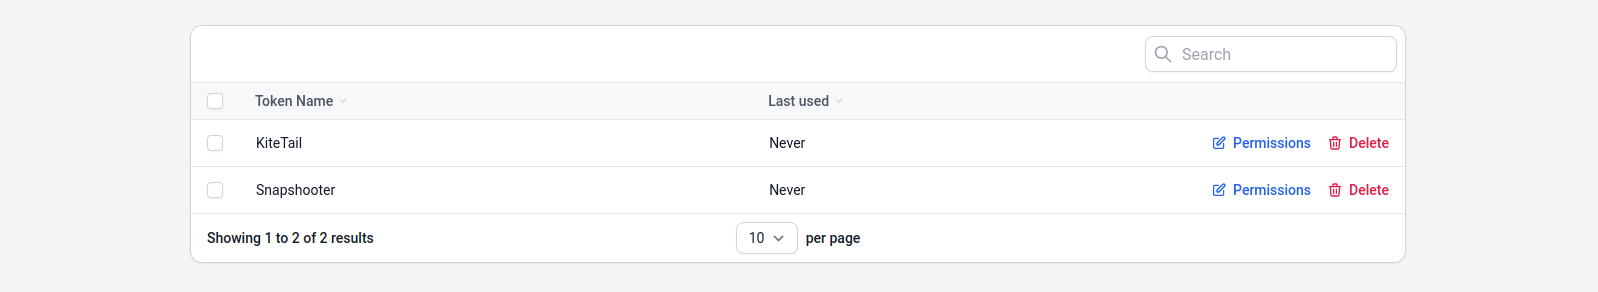 Search
Token Name Last used
KiteTail Never Permissions Delete
Snapshooter Never Permissions Delete
Showing 1 to 2 of 2 results 10 per page